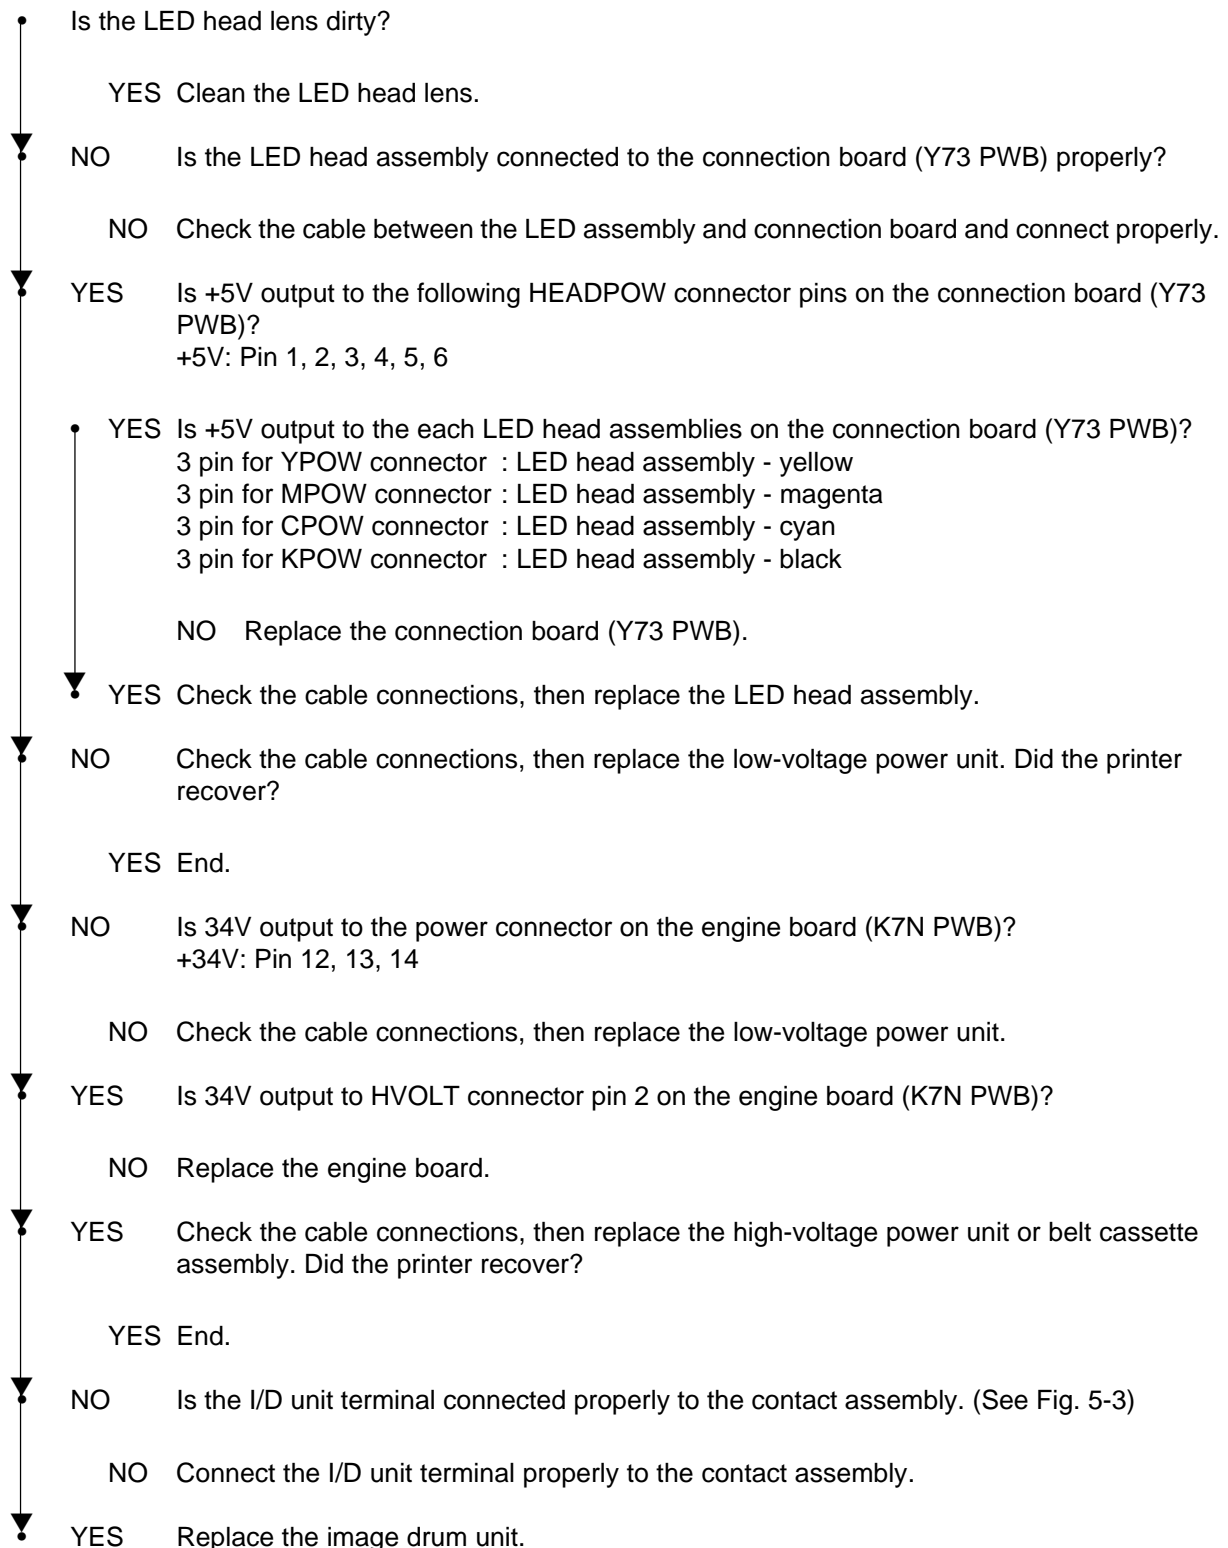 Is the LED head lens dirty?
YES Clean the LED head lens.
NO Is the LED head assembly connected to the connection board (Y73 PWB) properly?
NO Check the cable between the LED assembly and connection board and connect properly.
YES Is +5V output to the following HEADPOW connector pins on the connection board (Y73
PWB)?
+5V: Pin 1, 2, 3, 4, 5, 6
YES Is +5V output to the each LED head assemblies on the connection board (Y73 PWB)?
3 pin for YPOW connector : LED head assembly - yellow
3 pin for MPOW connector : LED head assembly - magenta
3 pin for CPOW connector : LED head assembly - cyan
3 pin for KPOW connector : LED head assembly - black
NO Replace the connection board (Y73 PWB).
YES Check the cable connections, then replace the LED head assembly.
NO Check the cable connections, then replace the low-voltage power unit. Did the printer
recover?
YES End.
NO Is 34V output to the power connector on the engine board (K7N PWB)?
+34V: Pin 12, 13, 14
NO Check the cable connections, then replace the low-voltage power unit.
YES Is 34V output to HVOLT connector pin 2 on the engine board (K7N PWB)?
NO Replace the engine board.
YES Check the cable connections, then replace the high-voltage power unit or belt cassette
assembly. Did the printer recover?
YES End.
NO Is the I/D unit terminal connected properly to the contact assembly. (See Fig. 5-3)
NO Connect the I/D unit terminal properly to the contact assembly.
YES Replace the image drum unit.